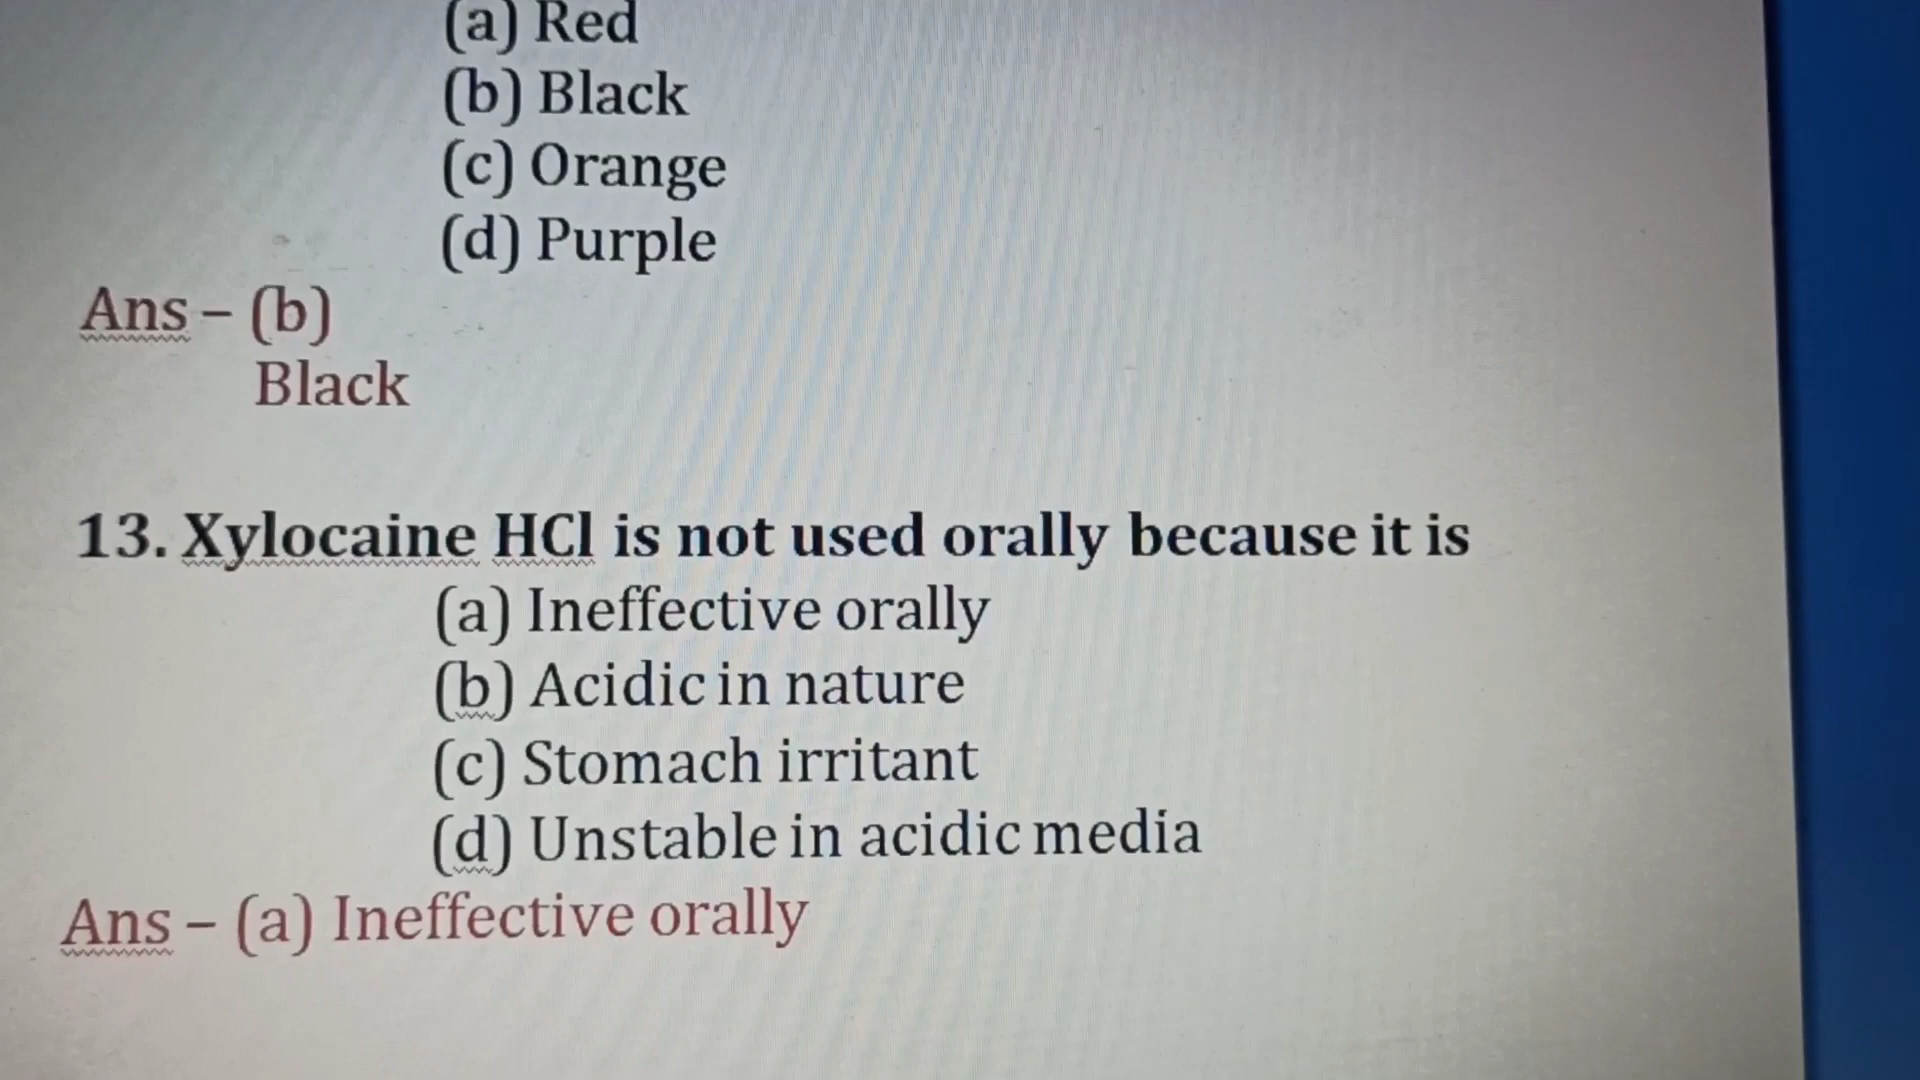 (a) Red
(b) Black
(c) Orange
(d) Purple
Ans – (b)
Black
13. Xylocaine HCl is not used orally because it is
(a) Ineffective orally
(b) Acidic in nature
(c) Stomach irritant
(d) Unstable in acidic media
Ans – (a) Ineffective orally